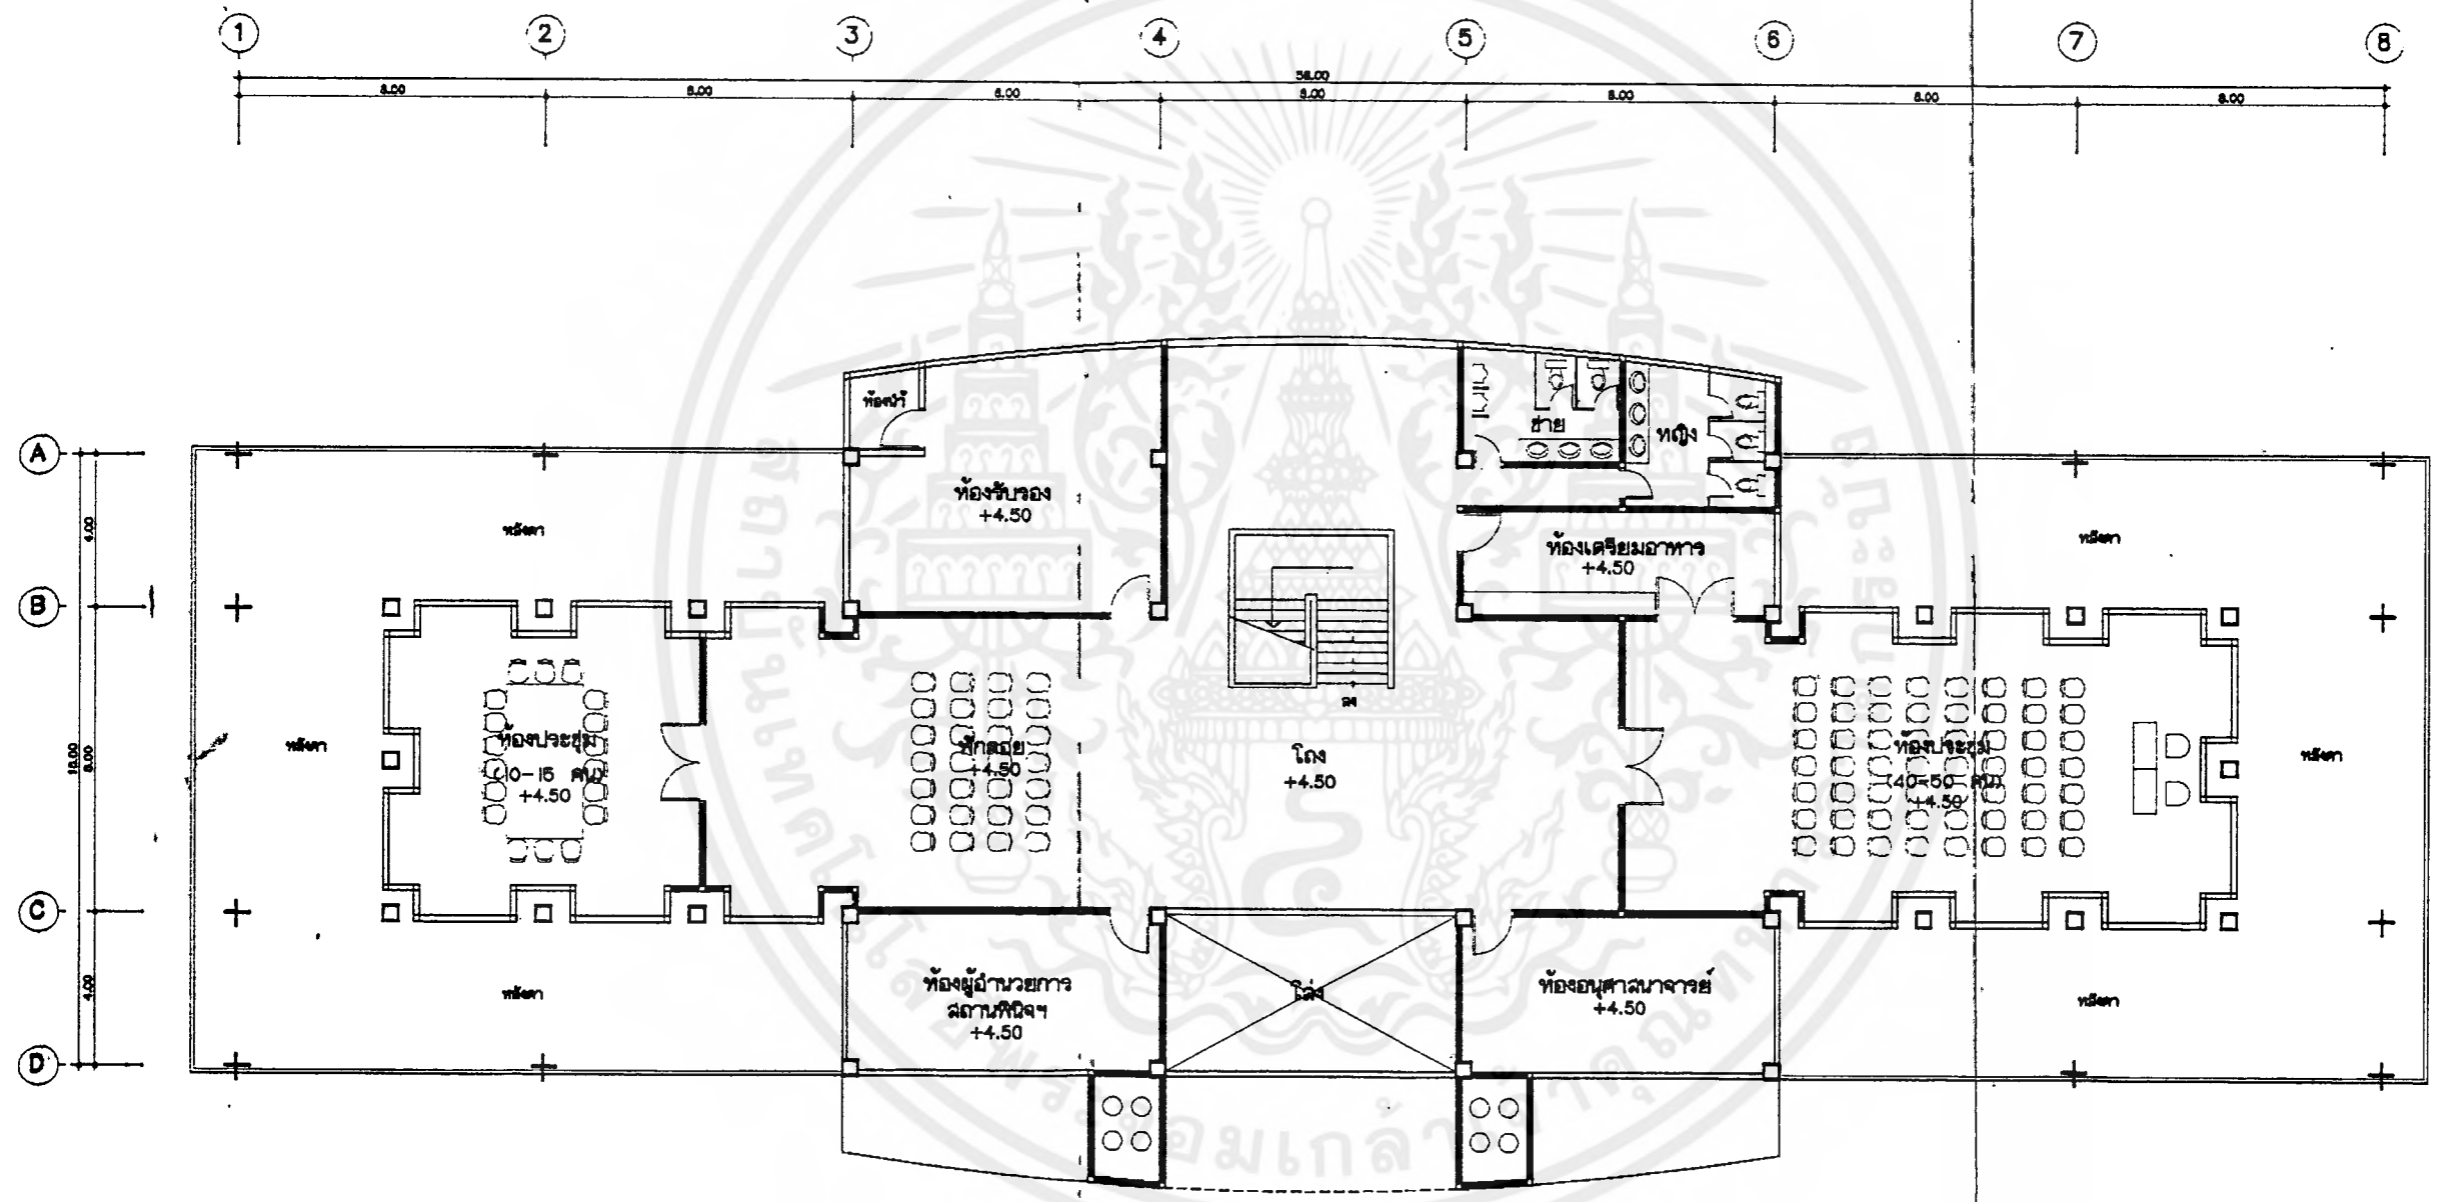 1 2 3 4 5 6 7 8
56.00
8.00 8.00 8.00 8.00 8.00 8.00 8.00
A
B
C
D
4.00
8.00
4.00
16.00
ห้องน้ำ
ชาย
หญิง
ห้องรับรอง
+4.50
ห้องเตรียมอาหาร
+4.50
หลังคา
หลังคา
หลังคา
ห้องประชุม
(10-15 คน)
+4.50
พักคอย
+4.50
ลง
โถง
+4.50
ห้องประชุม
(40-50 คน)
+4.50
หลังคา
หลังคา
ห้องผู้อำนวยการ
สถานพินิจฯ
+4.50
โล่ง
ห้องอนุศาสนาจารย์
+4.50
หลังคา